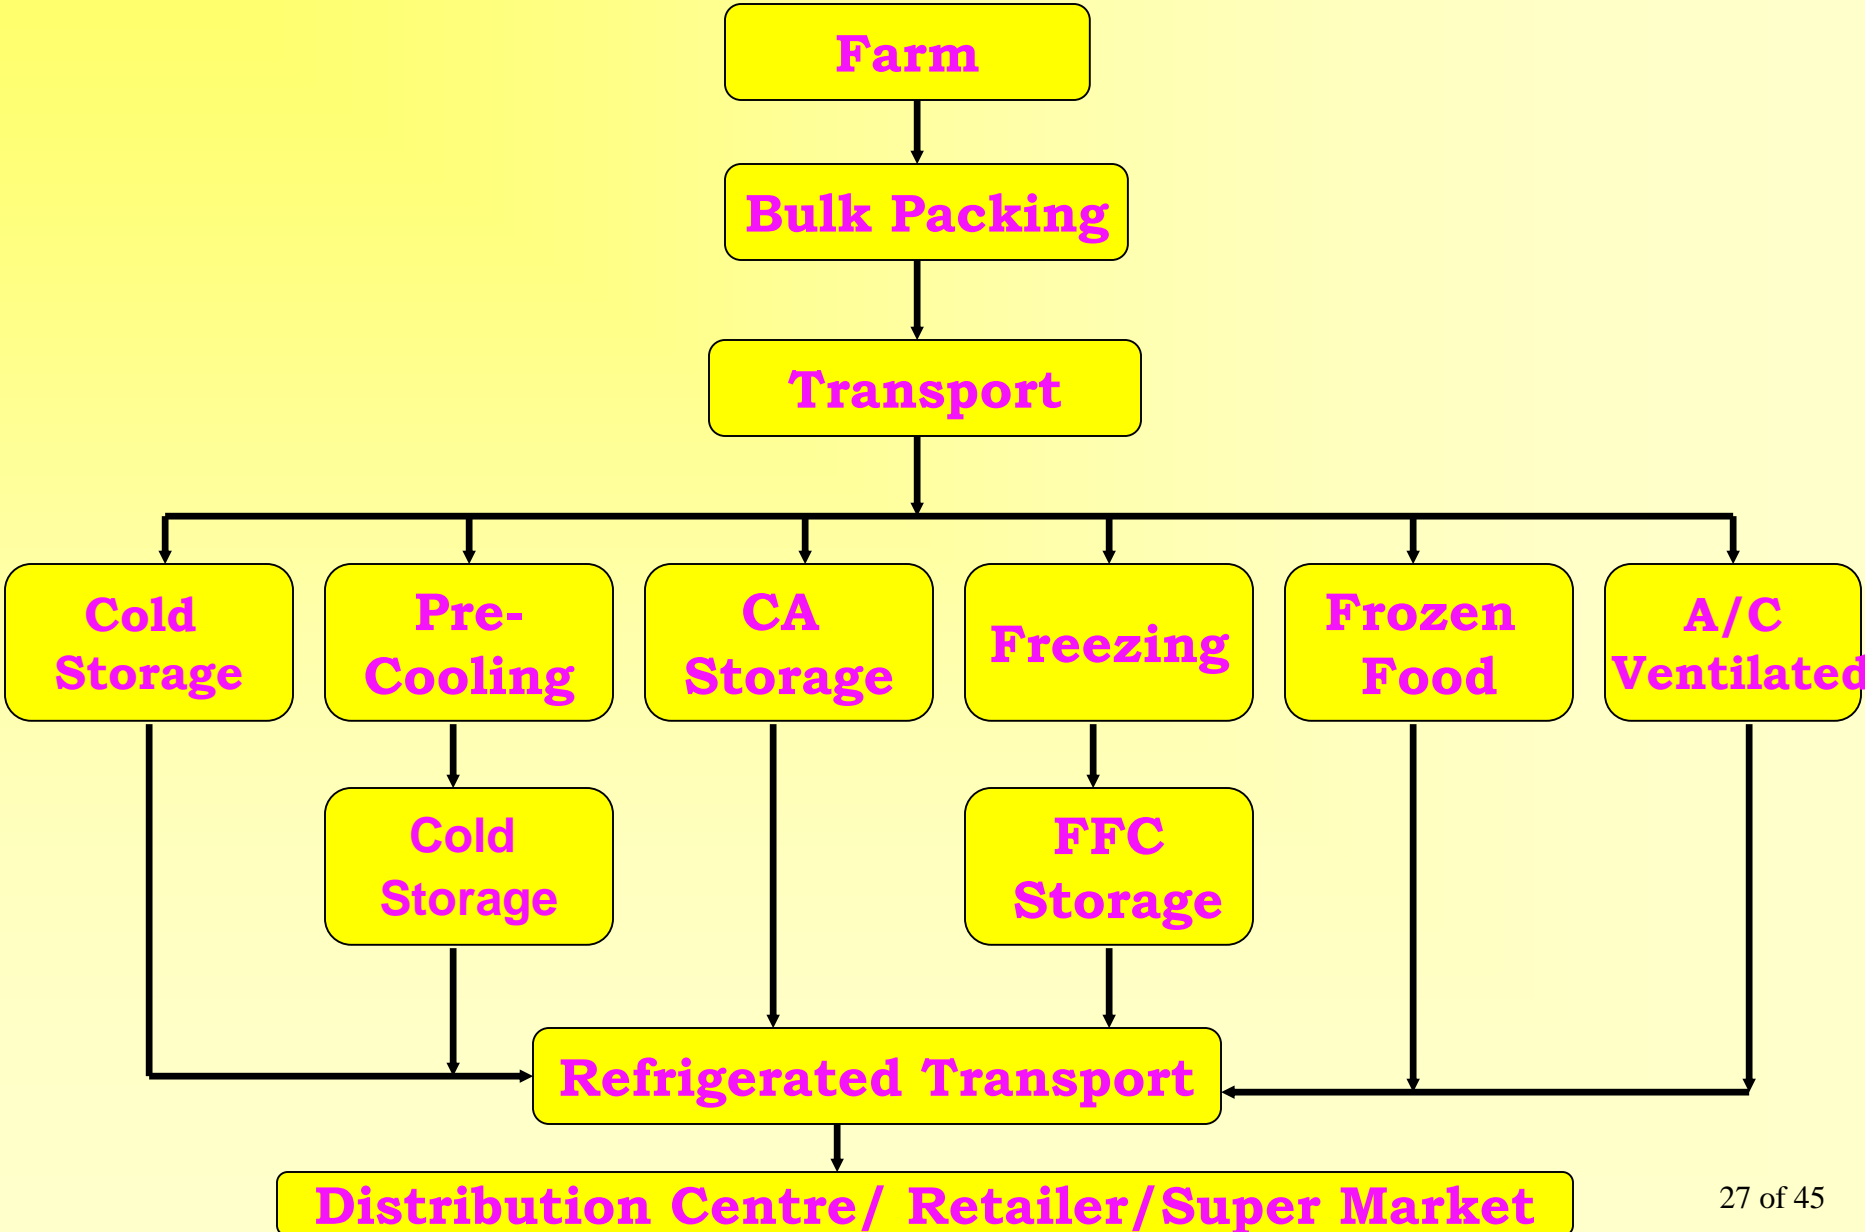 Farm
Bulk Packing
Transport
Cold
Storage
Pre-
Cooling
CA
Storage
Freezing
Frozen
Food
A/C
Ventilated
Cold
Storage
FFC
Storage
Refrigerated Transport
Distribution Centre/ Retailer/Super Market
27 of 45